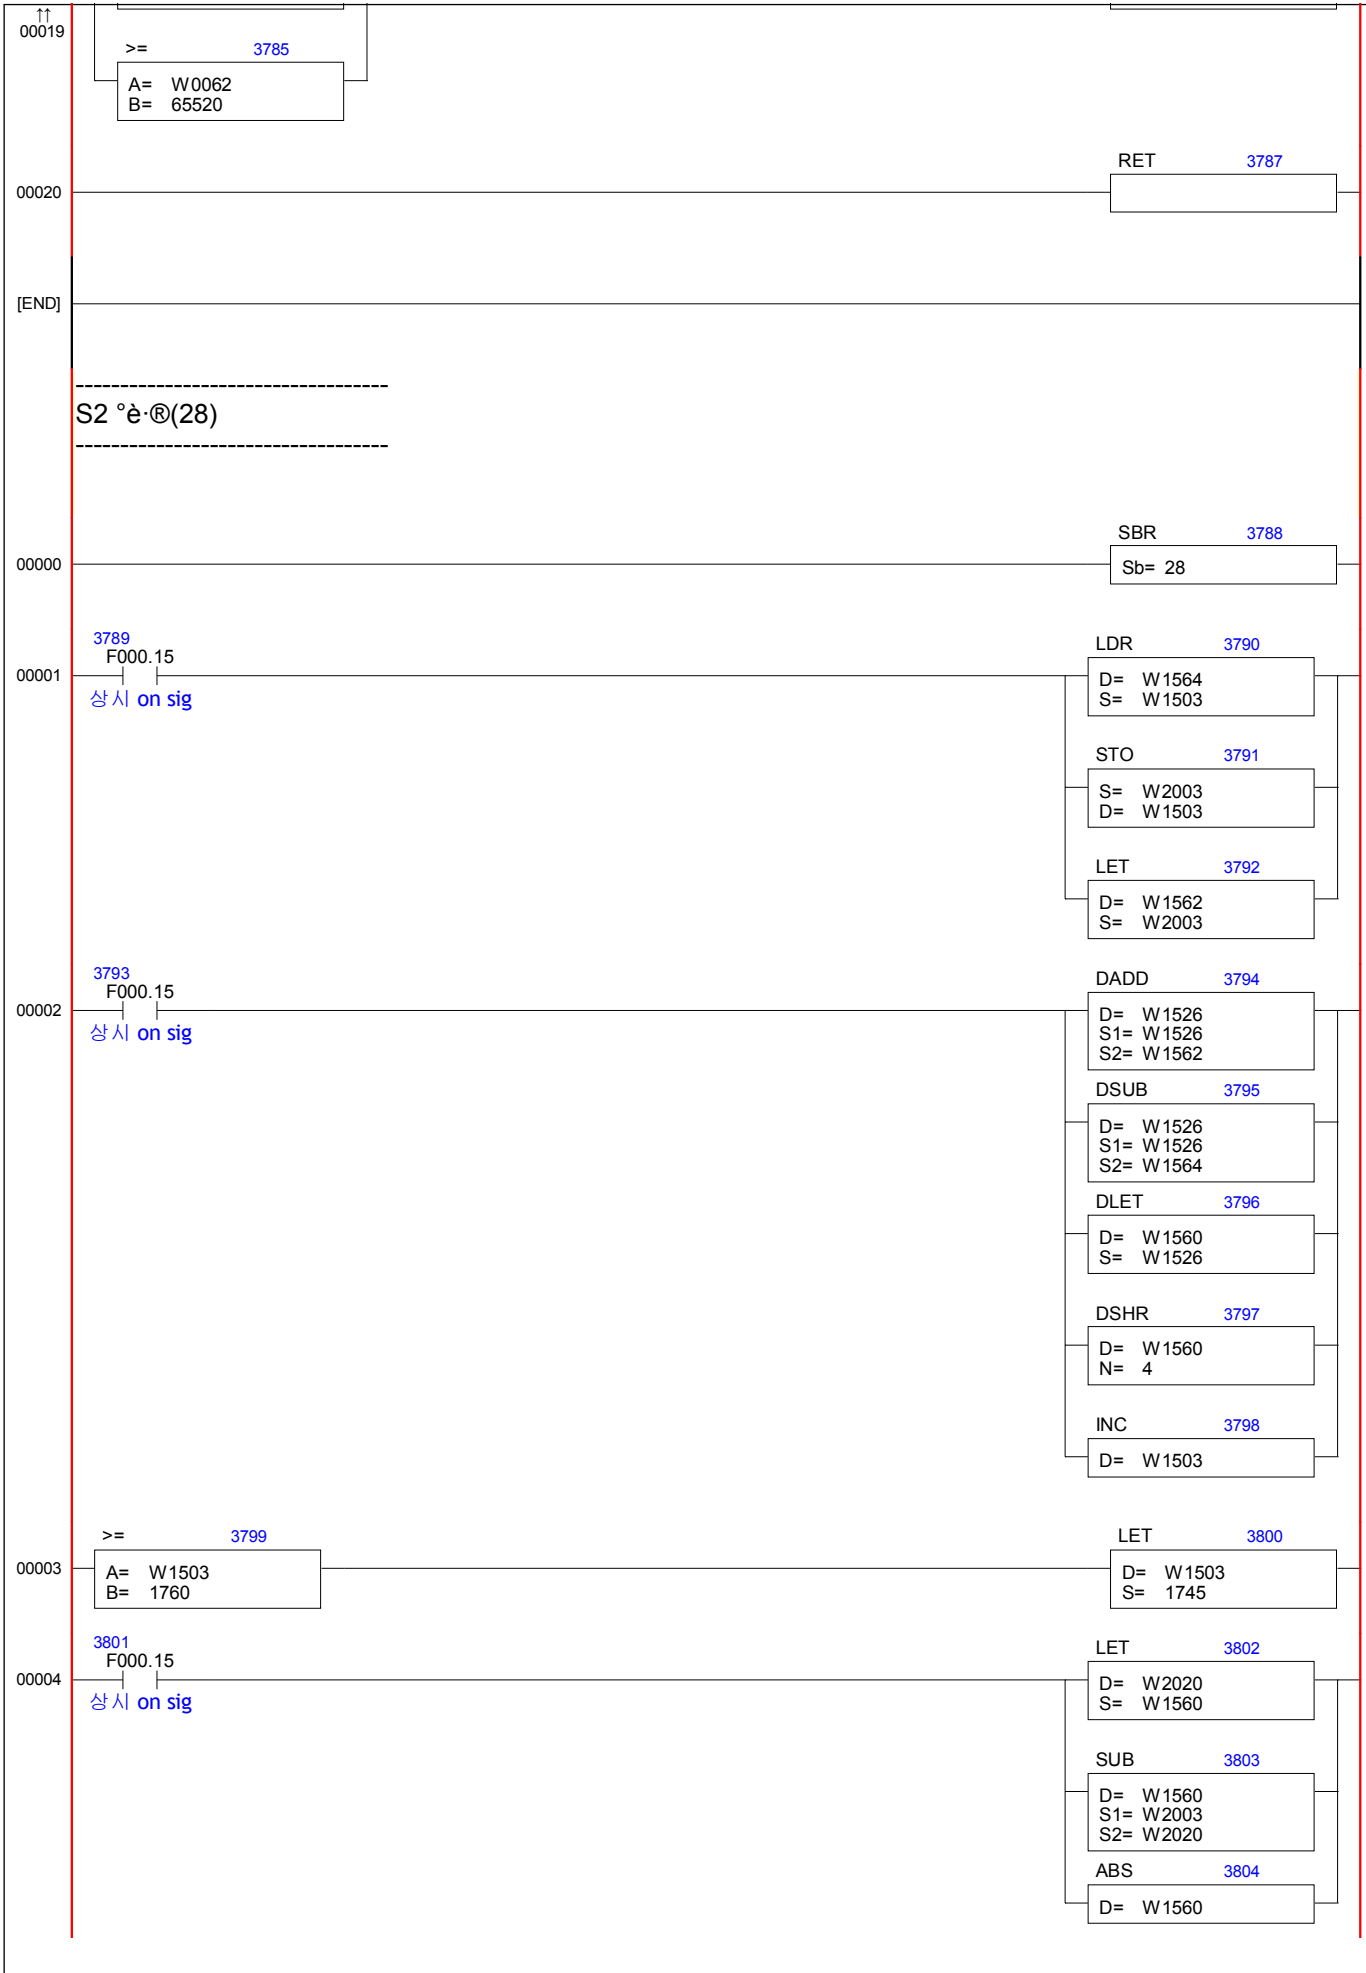 ↑↑
00019
>= 3785
A= W0062
B= 65520
RET 3787
00020
[END]
----------------------------------
S2 °è·®(28)
----------------------------------
SBR 3788
00000
Sb= 28
3789
F000.15
00001
상시 on sig
LDR 3790
D= W1564
S= W1503
STO 3791
S= W2003
D= W1503
LET 3792
D= W1562
S= W2003
3793
F000.15
00002
상시 on sig
DADD 3794
D= W1526
S1= W1526
S2= W1562
DSUB 3795
D= W1526
S1= W1526
S2= W1564
DLET 3796
D= W1560
S= W1526
DSHR 3797
D= W1560
N= 4
INC 3798
D= W1503
>= 3799
00003
A= W1503
B= 1760
LET 3800
D= W1503
S= 1745
3801
F000.15
00004
상시 on sig
LET 3802
D= W2020
S= W1560
SUB 3803
D= W1560
S1= W2003
S2= W2020
ABS 3804
D= W1560